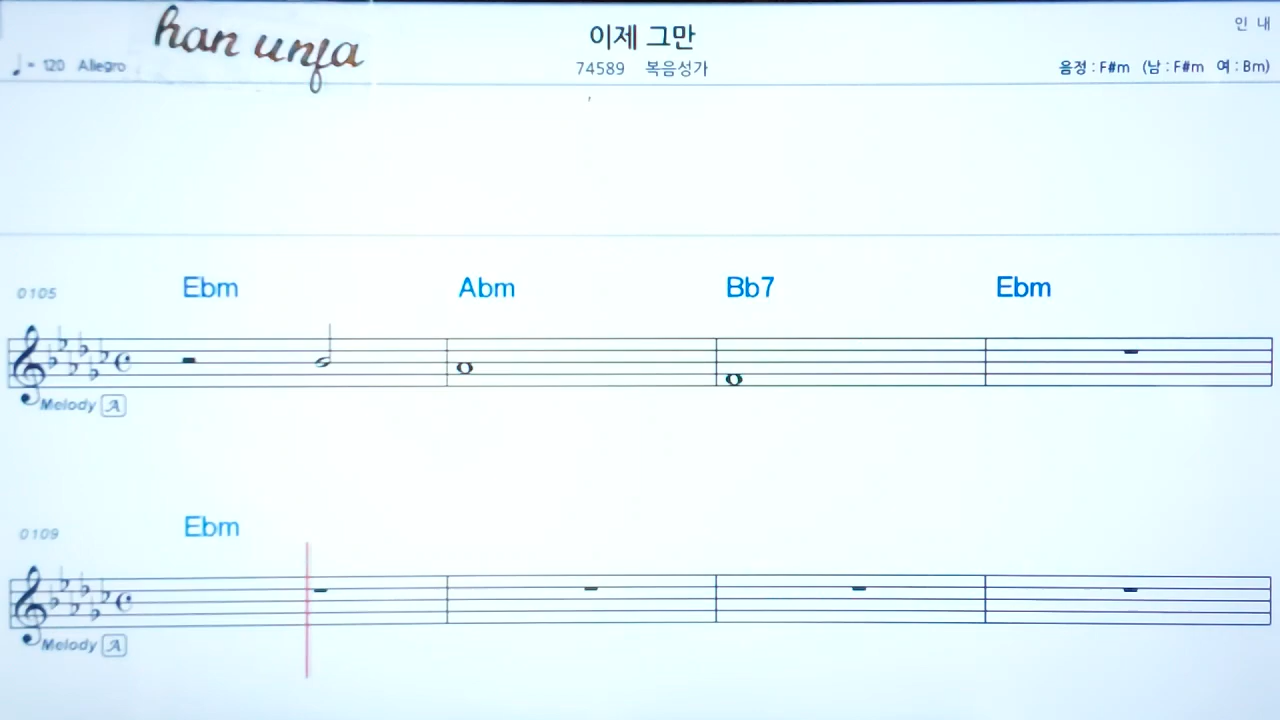 han unfa
이제 그만
인 내
♩= 120 Allegro
74589 복음성가
음정 : F#m (남 : F#m 여 : Bm)
0105 Ebm Abm Bb7 Ebm
Melody A
0109 Ebm
Melody A